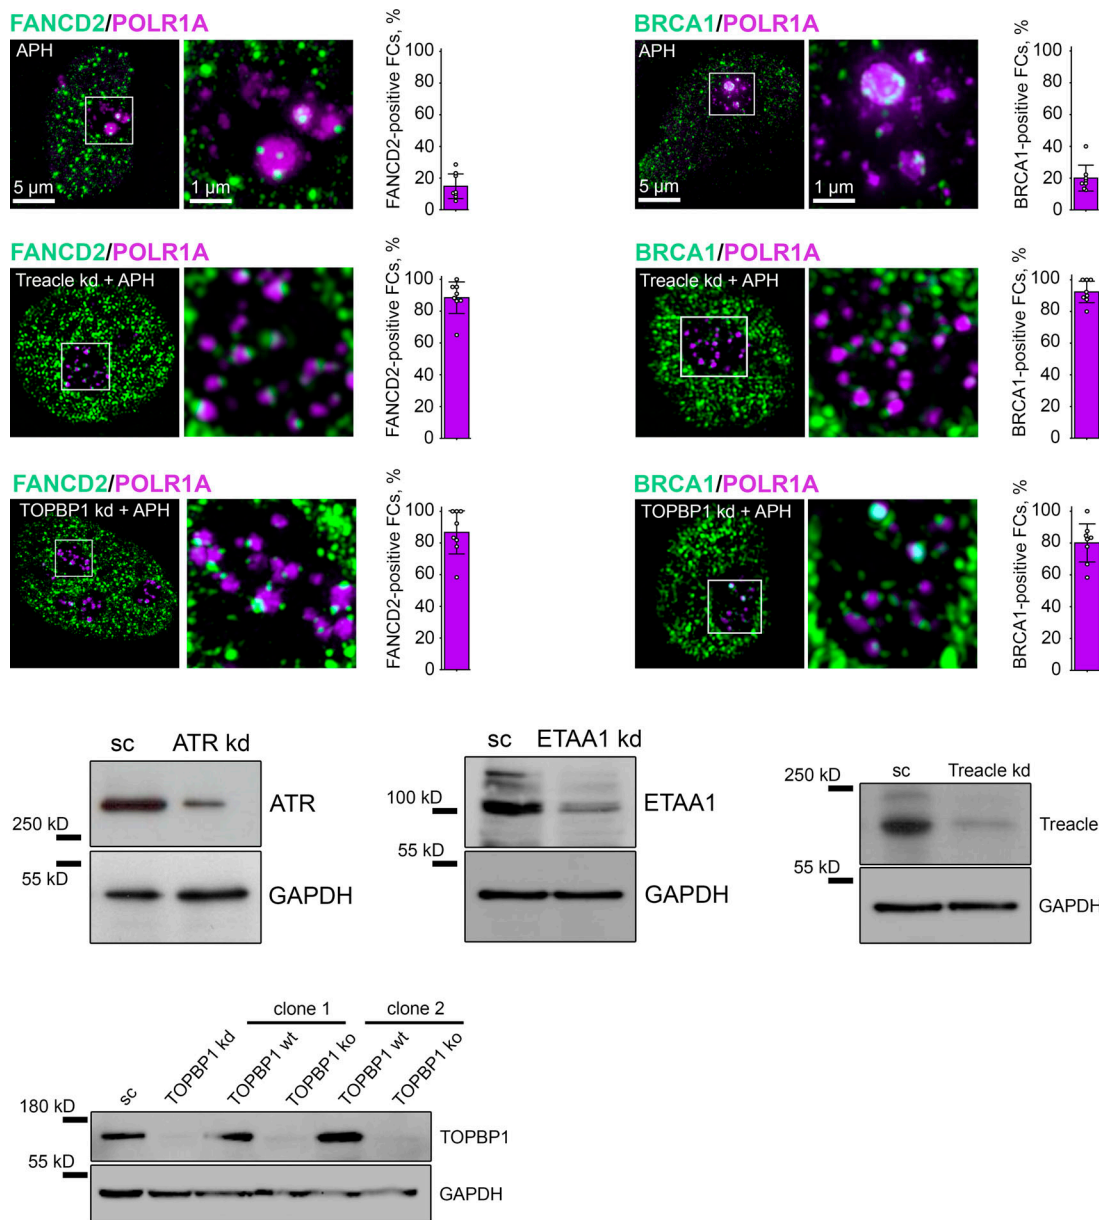 FANCD2/POLR1A
APH
5 µm
1 µm
FANCD2-positive FCs, %
100
80
60
40
20
0
BRCA1/POLR1A
APH
5 µm
1 µm
BRCA1-positive FCs, %
100
80
60
40
20
0
FANCD2/POLR1A
Treacle kd + APH
FANCD2-positive FCs, %
100
80
60
40
20
0
BRCA1/POLR1A
Treacle kd + APH
BRCA1-positive FCs, %
100
80
60
40
20
0
FANCD2/POLR1A
TOPBP1 kd + APH
FANCD2-positive FCs, %
100
80
60
40
20
0
BRCA1/POLR1A
TOPBP1 kd + APH
BRCA1-positive FCs, %
100
80
60
40
20
0
sc ATR kd
ATR
250 kD
55 kD
GAPDH
sc ETAA1 kd
100 kD
ETAA1
55 kD
GAPDH
250 kD
sc Treacle kd
Treacle
55 kD
GAPDH
clone 1 clone 2
sc TOPBP1 kd TOPBP1 wt TOPBP1 ko TOPBP1 wt TOPBP1 ko
180 kD
TOPBP1
55 kD
GAPDH